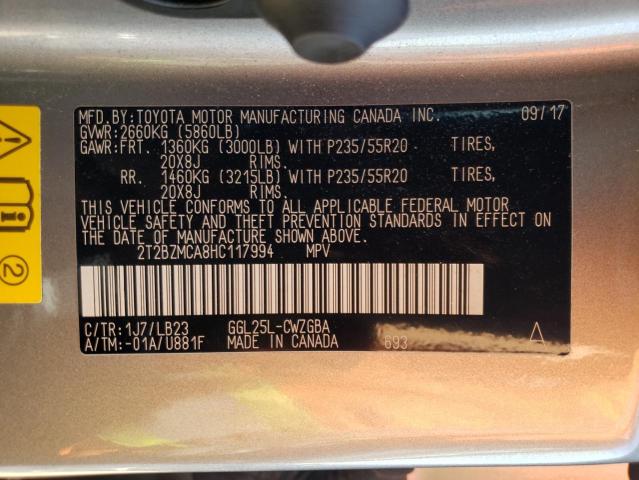 MFD.BY:TOYOTA MOTOR MANUFACTURING CANADA INC. 09/17
GVWR:2660KG (5860LB)
GAWR:FRT. 1360KG (3000LB) WITH P235/55R20 TIRES,
20X8J RIMS.
RR. 1460KG (3215LB) WITH P235/55R20 TIRES,
20X8J RIMS.
THIS VEHICLE CONFORMS TO ALL APPLICABLE FEDERAL MOTOR
VEHICLE SAFETY AND THEFT PREVENTION STANDARDS IN EFFECT ON
THE DATE OF MANUFACTURE SHOWN ABOVE.
2T2BZMCA8HC117994 MPV
C/TR:1J7/LB23 GGL25L-CWZGBA
A/TM:-01A/U881F MADE IN CANADA 693 A
2